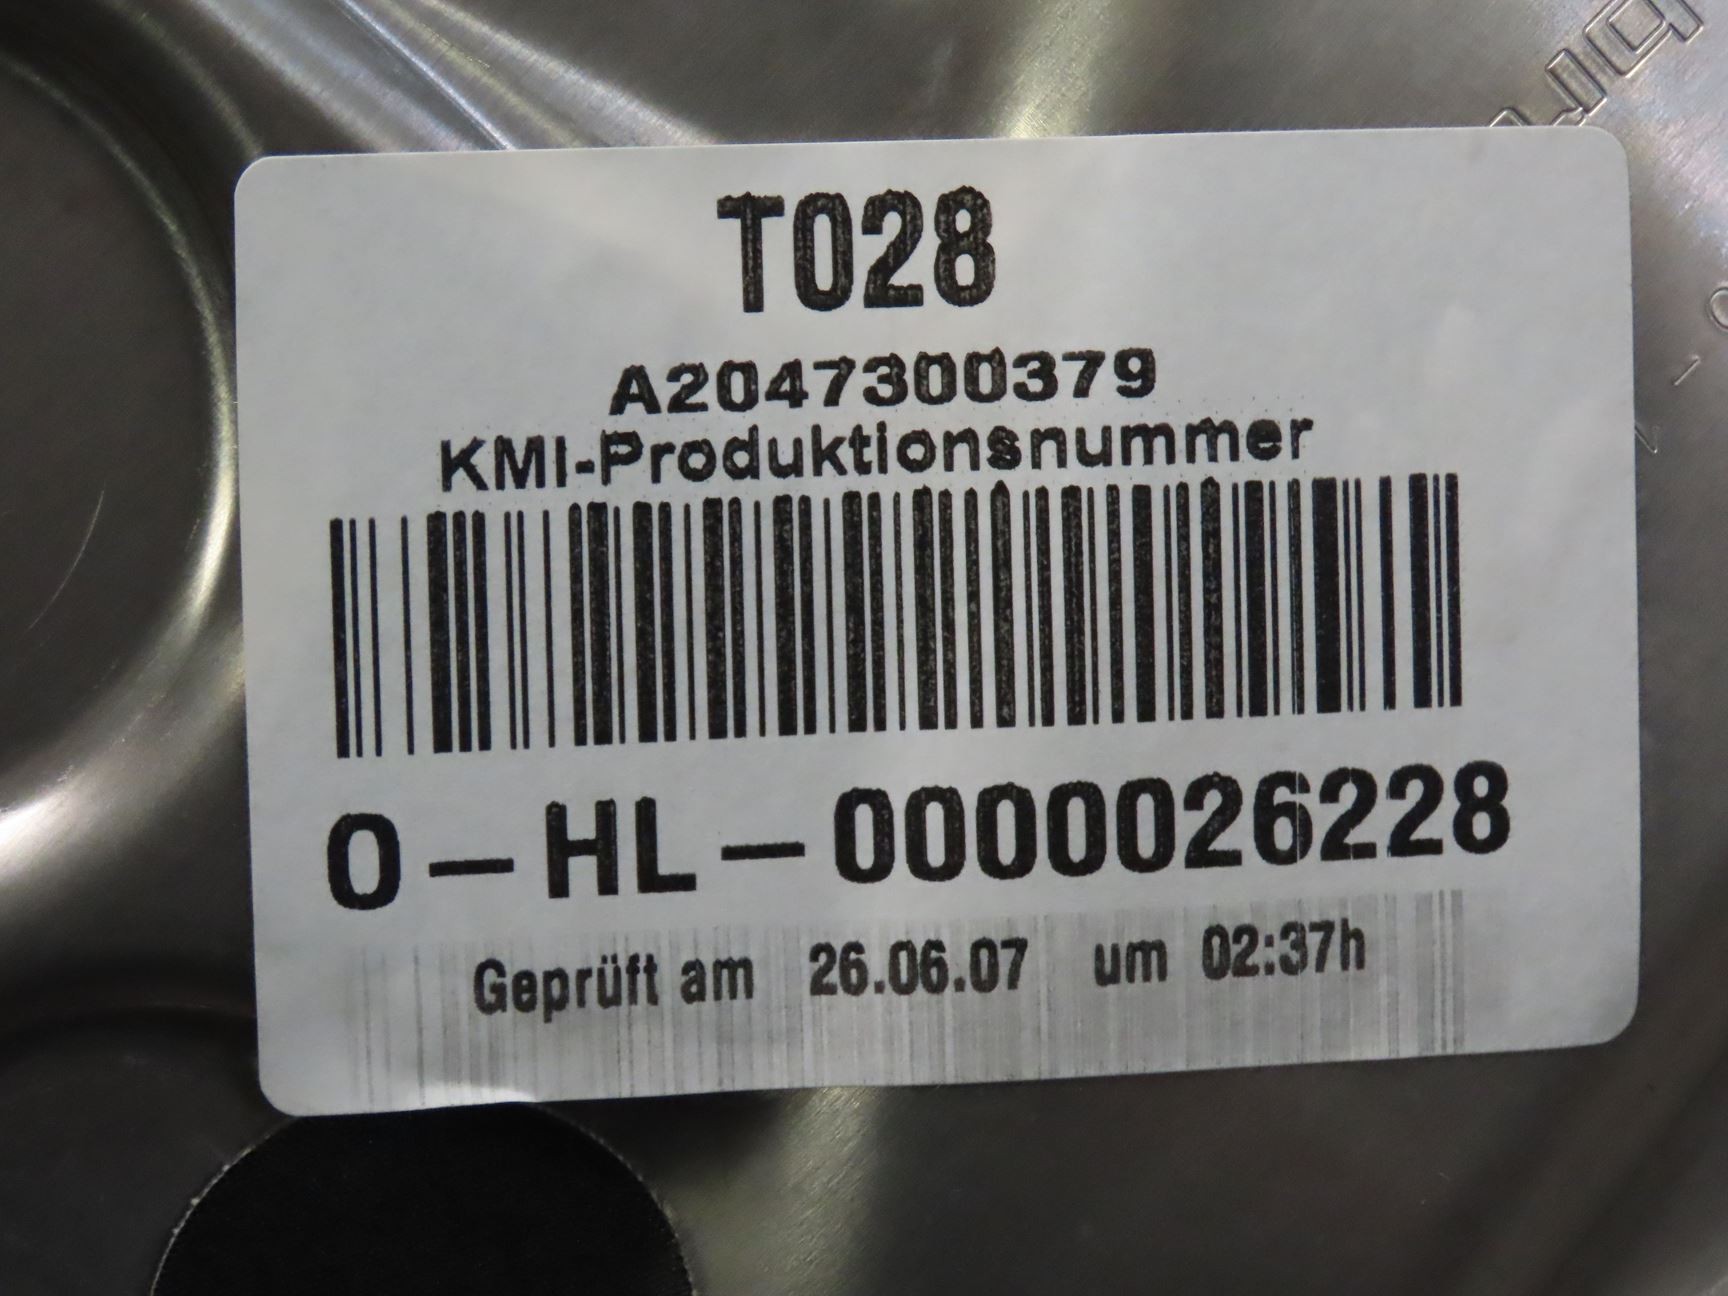 T028
A2047300379
KMI-Produktionsnummer
0-HL-0000026228
Geprüft am 26.06.07 um 02:37h